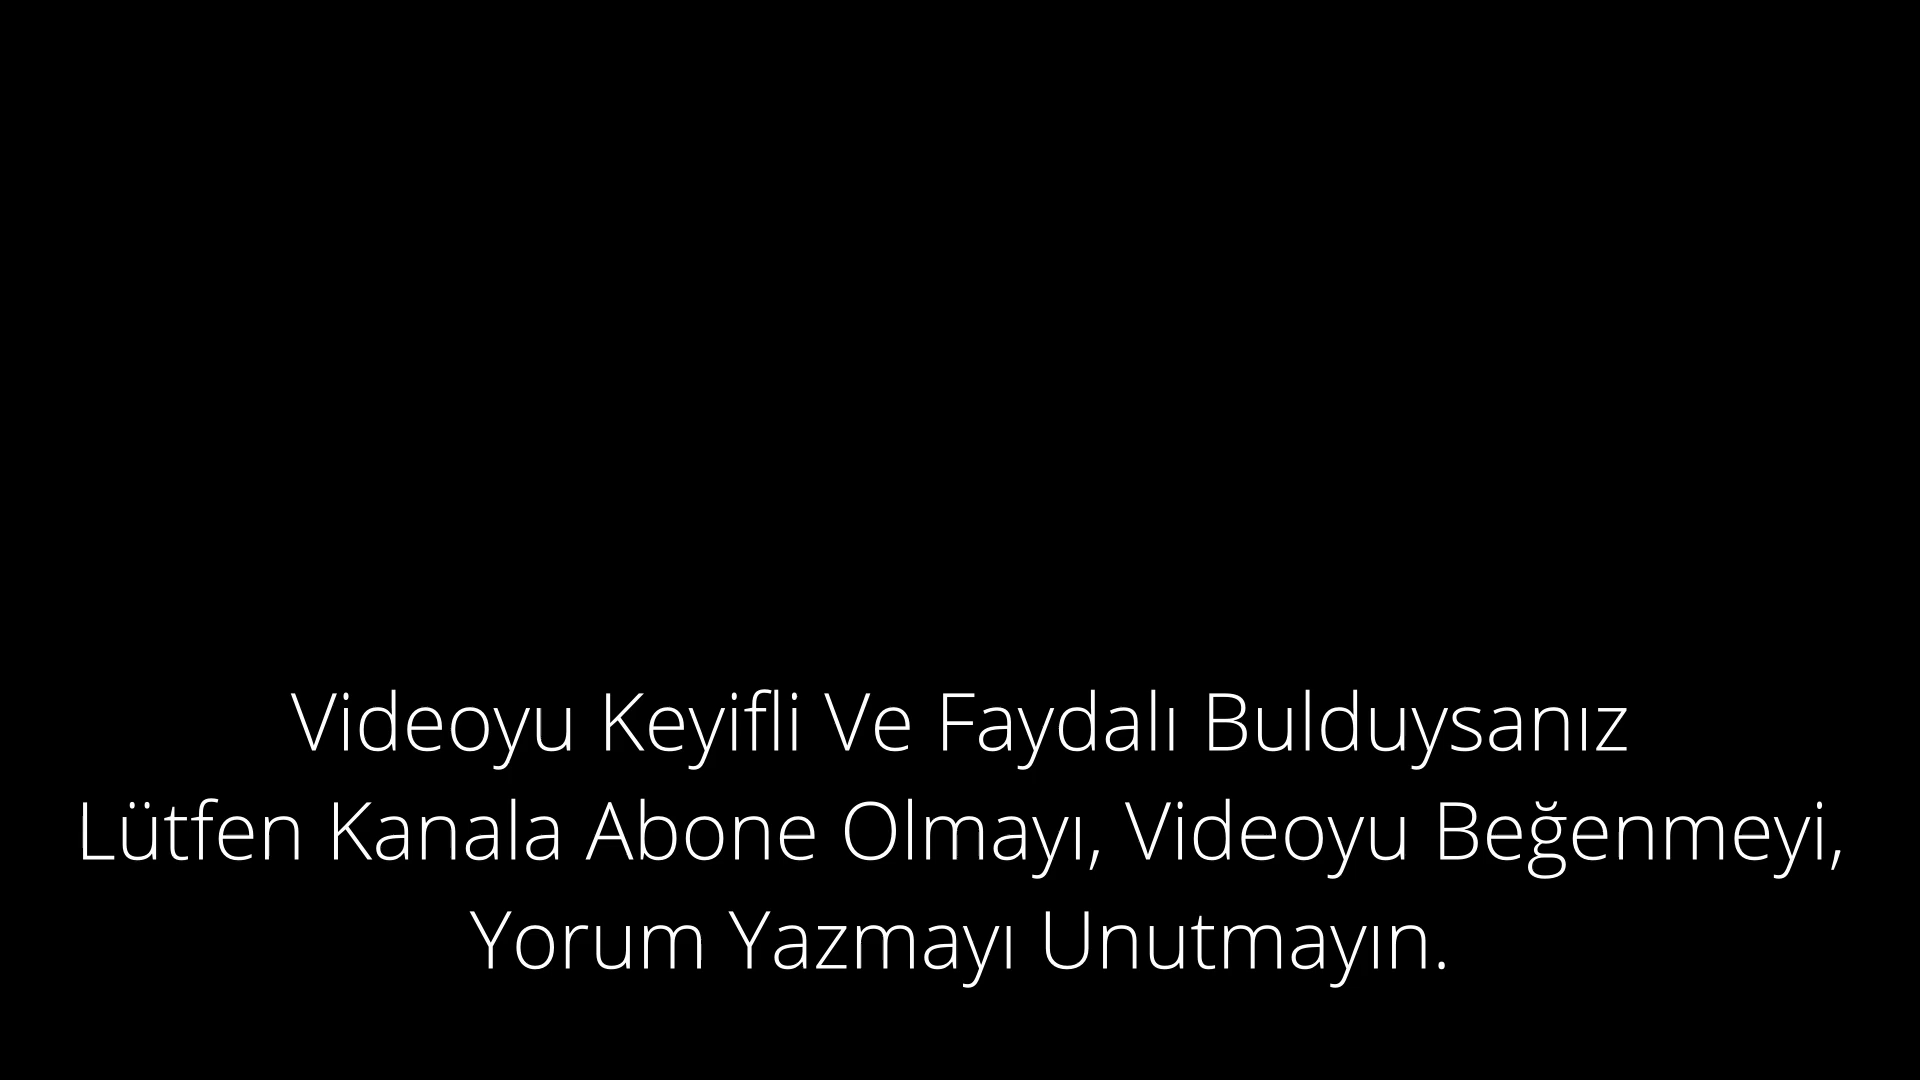 Videoyu Keyifli Ve Faydalı Bulduysanız
Lütfen Kanala Abone Olmayı, Videoyu Beğenmeyi,
Yorum Yazmayı Unutmayın.